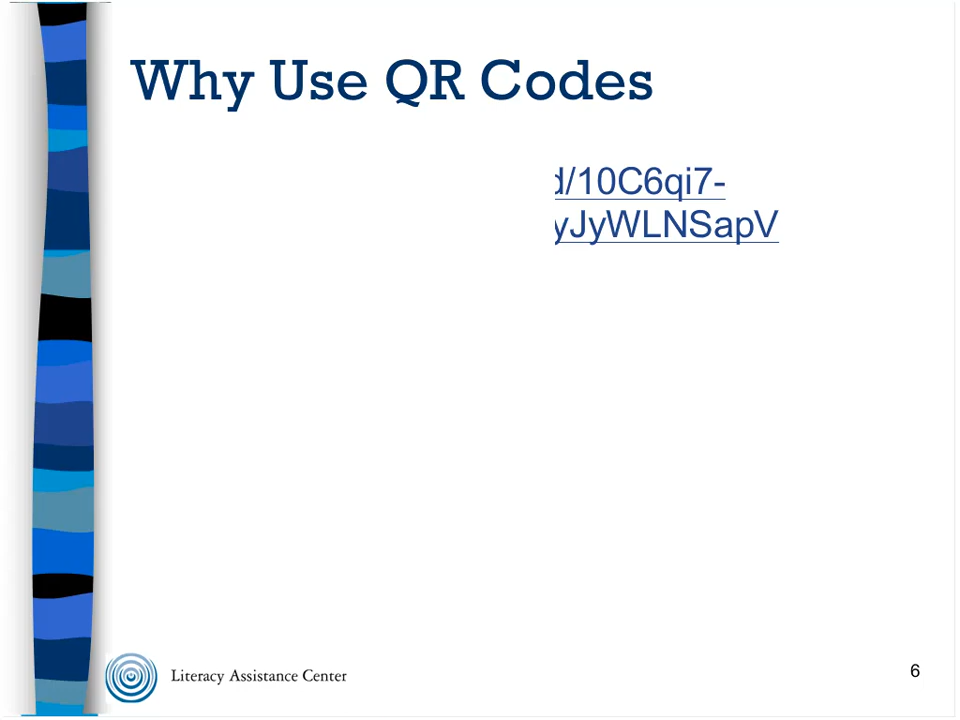 Why Use QR Codes
d/10C6qi7-
yJyWLNSapV
Literacy Assistance Center
6